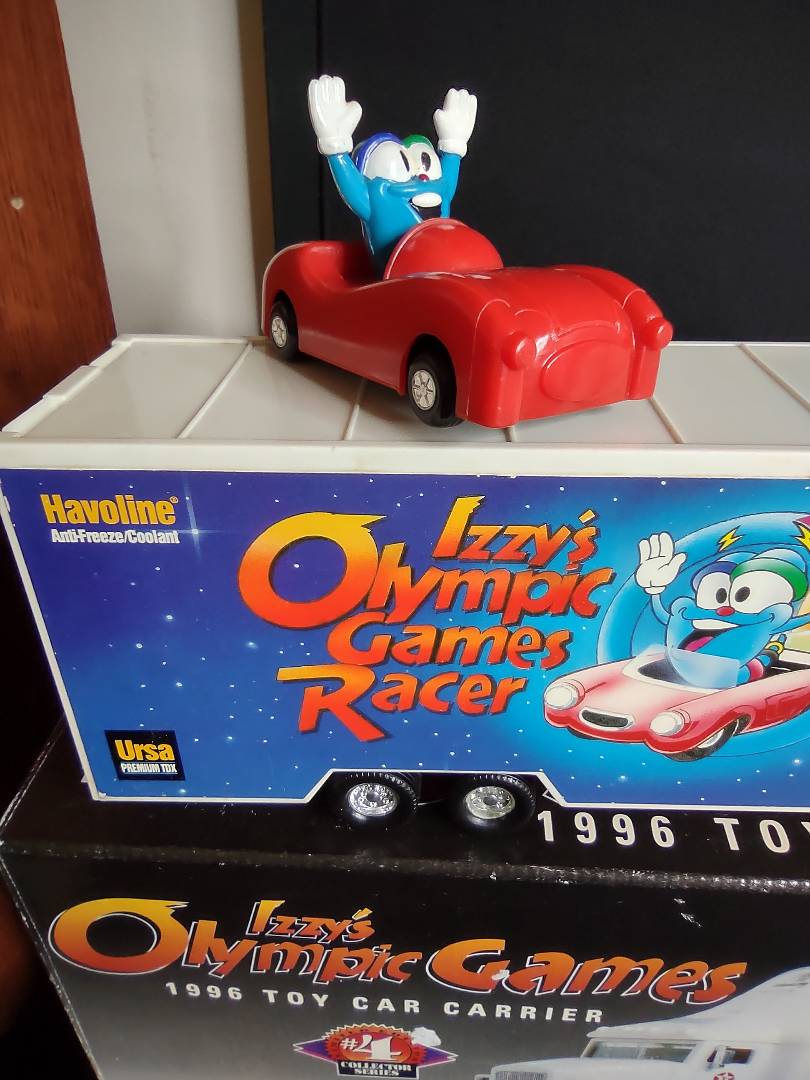 Havoline®
Anti-Freeze/Coolant
Izzy's
Olympic
Games
Racer
Ursa
PREMIUM TDX
1996 TO
Izzy's
Olympic Games
1996 TOY CAR CARRIER
#4
COLLECTOR
SERIES